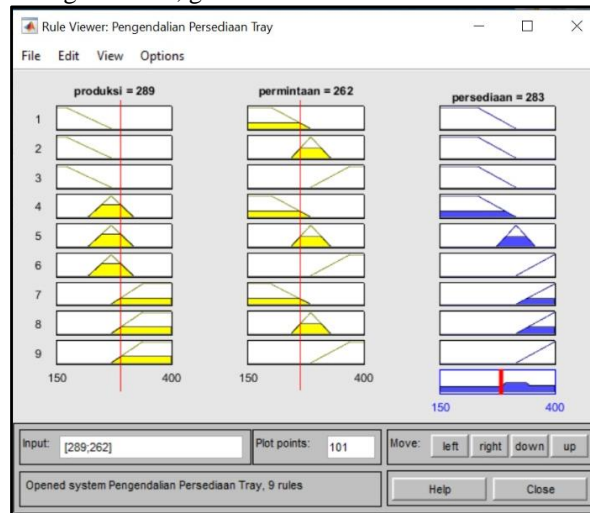 Rule Viewer: Pengendalian Persediaan Tray
File Edit View Options
produksi = 289
permintaan = 262
persediaan = 283
1
2
3
4
5
6
7
8
9
150 400
150 400
150 400
Input: [289;262]
Plot points: 101
Move: left right down up
Opened system Pengendalian Persediaan Tray, 9 rules
Help Close